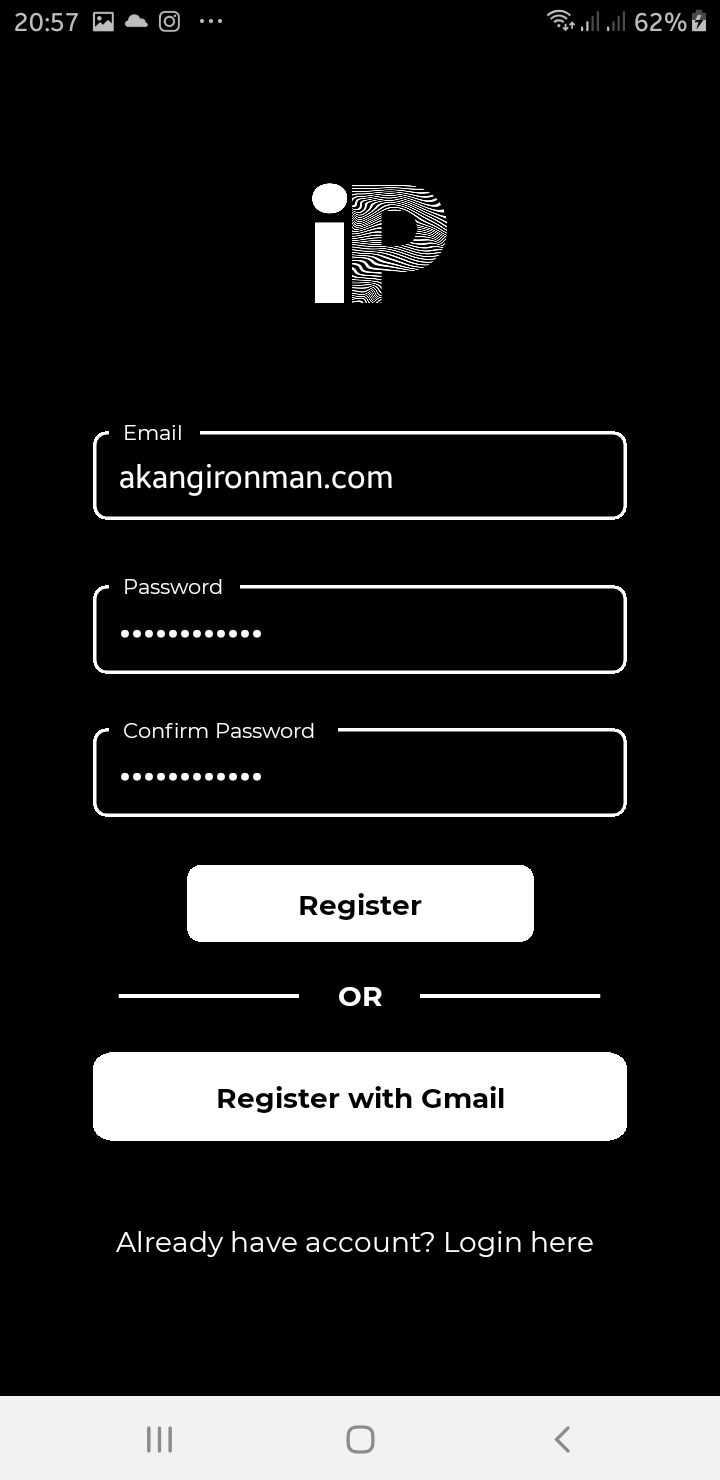 20:57 62%
iP
Email
akangironman.com
Password
••••••••••••
Confirm Password
••••••••••••
Register
OR
Register with Gmail
Already have account? Login here